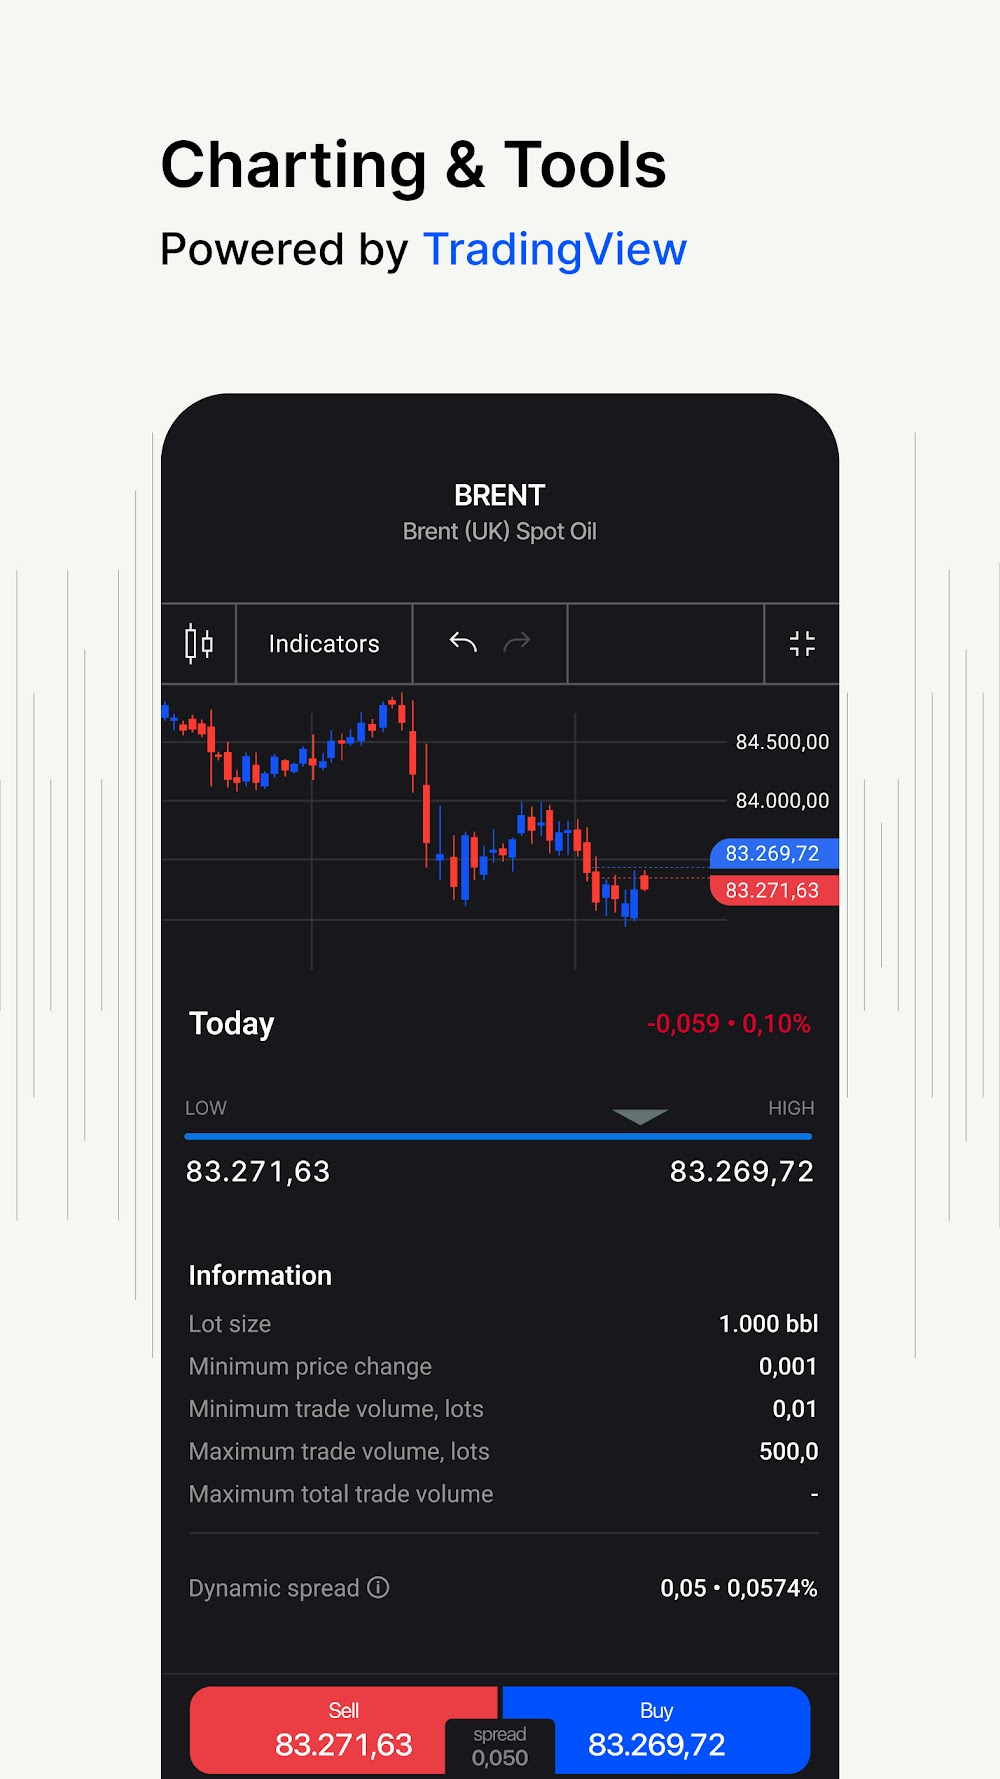 Charting & Tools
Powered by TradingView
BRENT
Brent (UK) Spot Oil
Indicators
84.500,00
84.000,00
83.269,72
83.271,63
Today
-0,059 • 0,10%
LOW
HIGH
83.271,63
83.269,72
Information
Lot size
1.000 bbl
Minimum price change
0,001
Minimum trade volume, lots
0,01
Maximum trade volume, lots
500,0
Maximum total trade volume
-
Dynamic spread
0,05 • 0,0574%
Sell
83.271,63
spread
0,050
Buy
83.269,72